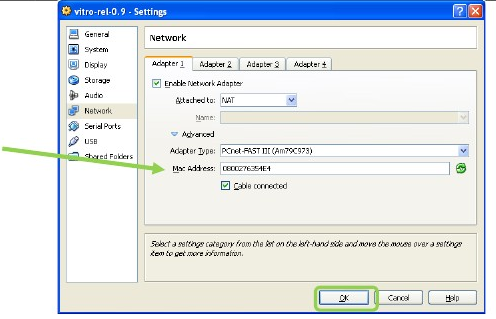 vitro-rel-0.9 - Settings
General
System
Display
Storage
Audio
Network
Serial Ports
USB
Shared Folders
Network
Adapter 1
Adapter 2
Adapter 3
Adapter 4
Enable Network Adapter
Attached to: NAT
Name:
Advanced
Adapter Type: PCnet-FAST III (Am79C973)
Mac Address: 0800276354E4
Cable connected
Select a settings category from the list on the left-hand side and move the mouse over a settings
item to get more information.
OK
Cancel
Help